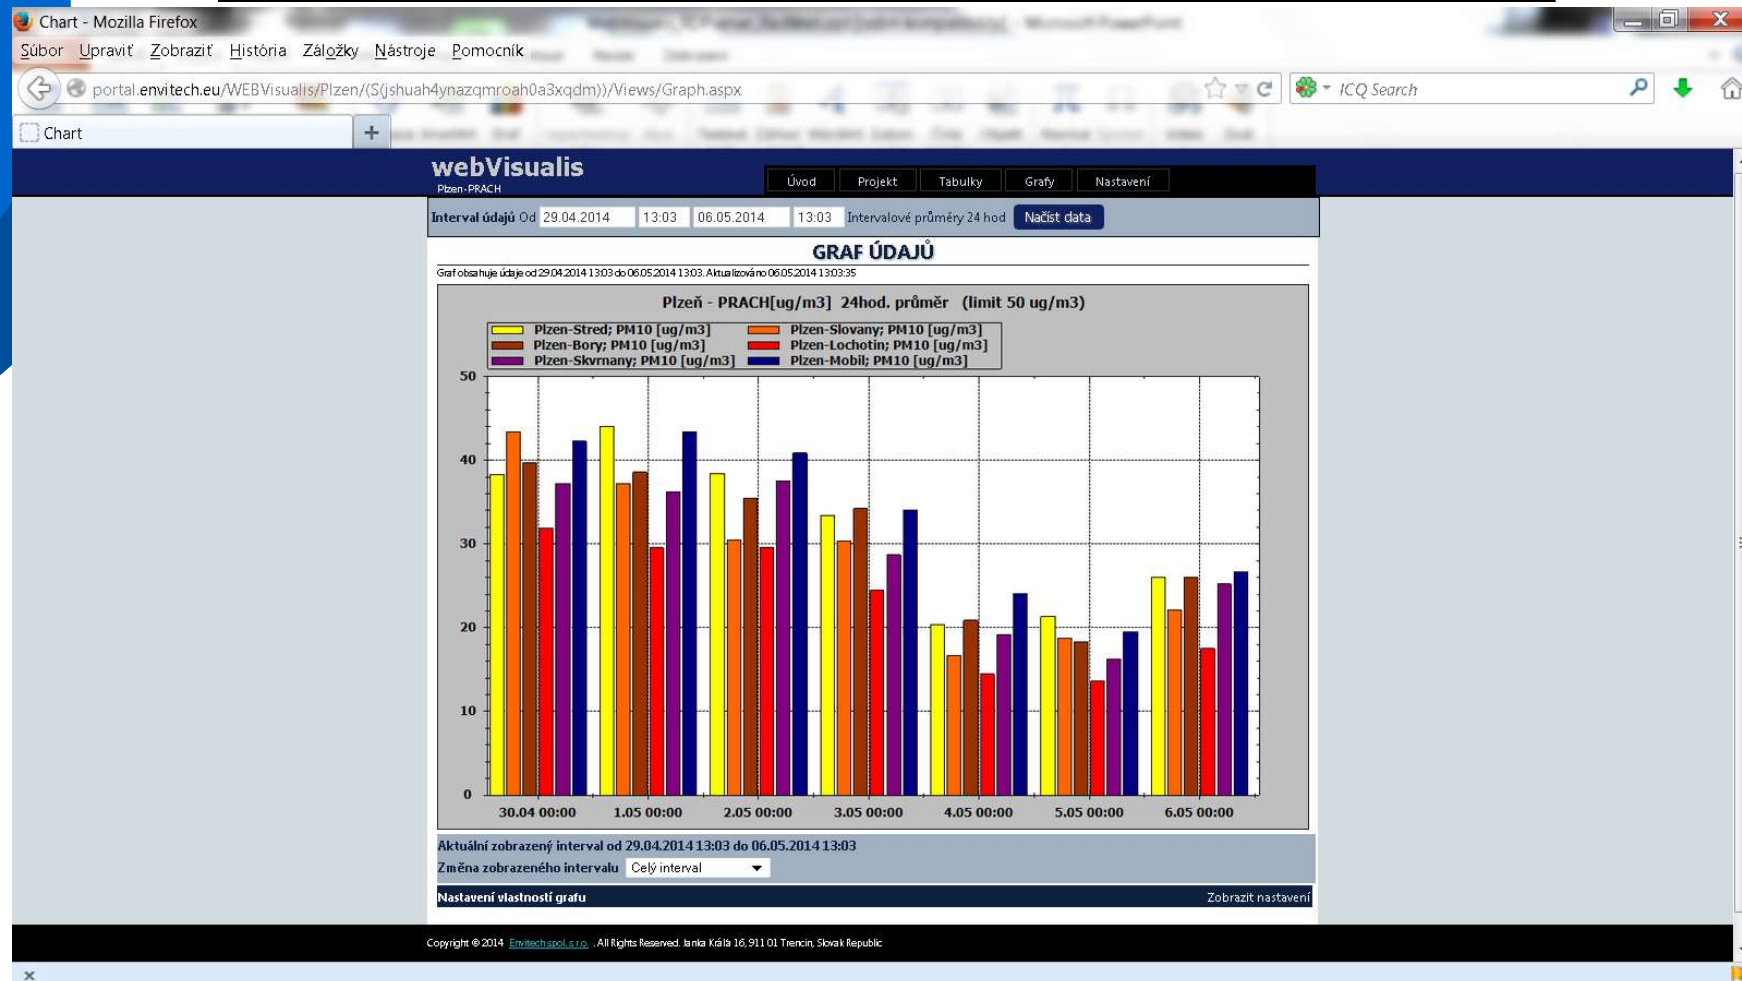 Chart - Mozilla Firefox
Súbor Upraviť Zobraziť História Záložky Nástroje Pomocník
portal.envitech.eu/WEBVisualis/Plzen/(S(jshuah4ynazqmroah0a3xqdm))/Views/Graph.aspx
ICQ Search
Chart
webVisualis
Plzen-PRACH
Úvod Projekt Tabulky Grafy Nastavení
Interval údajů Od 29.04.2014 13:03 06.05.2014 13:03 Intervalové průměry 24 hod Načíst data
GRAF ÚDAJŮ
Graf obsahuje údaje od 29.04.2014 13:03 do 06.05.2014 13:03. Aktualizováno 06.05.2014 13:03:35
Plzeň - PRACH[ug/m3] 24hod. průměr (limit 50 ug/m3)
Plzen-Stred; PM10 [ug/m3] Plzen-Slovany; PM10 [ug/m3]
Plzen-Bory; PM10 [ug/m3] Plzen-Lochotin; PM10 [ug/m3]
Plzen-Skvrnany; PM10 [ug/m3] Plzen-Mobil; PM10 [ug/m3]
50
40
30
20
10
0
30.04 00:00 1.05 00:00 2.05 00:00 3.05 00:00 4.05 00:00 5.05 00:00 6.05 00:00
Aktuální zobrazený interval od 29.04.2014 13:03 do 06.05.2014 13:03
Změna zobrazeného intervalu Celý interval
Nastavení vlastností grafu Zobrazit nastavení
Copyright © 2014 Envitech spol. s r.o. . All Rights Reserved. Janka Kráľa 16, 911 01 Trencin, Slovak Republic